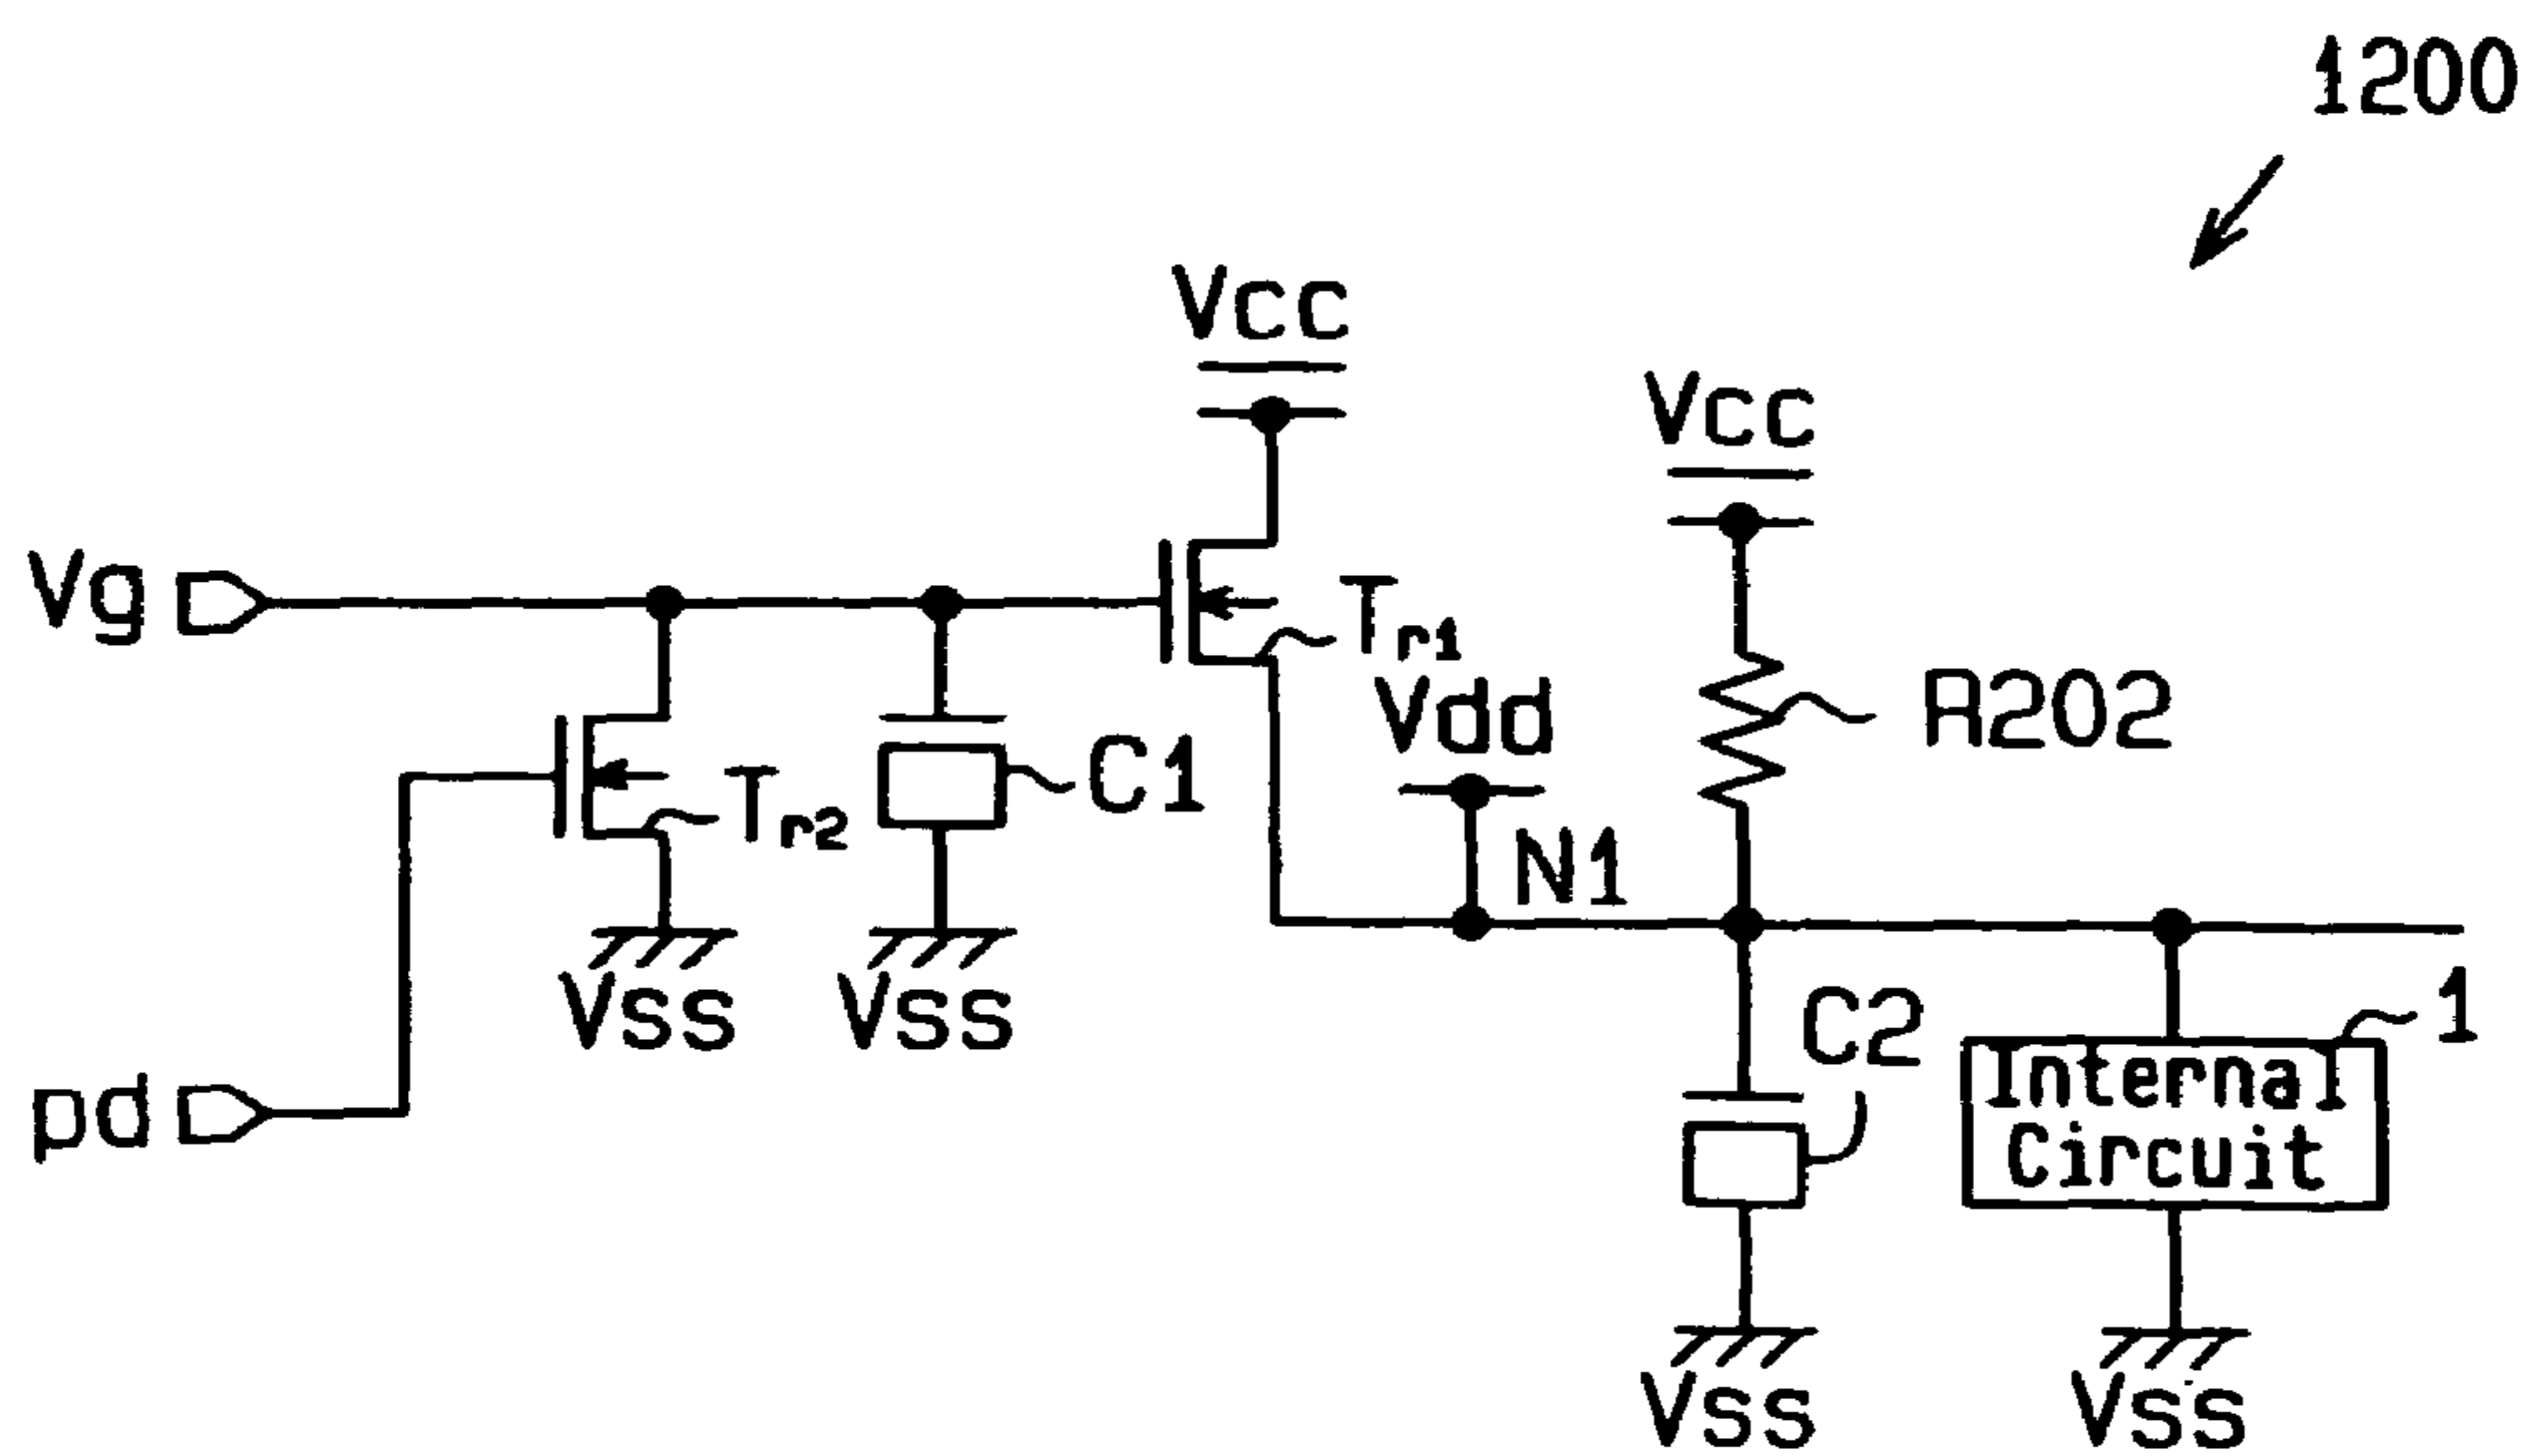 1200
Vcc
Vcc
Vg
Tr1
R202
Vdd
C1
Tr2
N1
Vss
Vss
C2
1
Internal
Circuit
pd
Vss
Vss